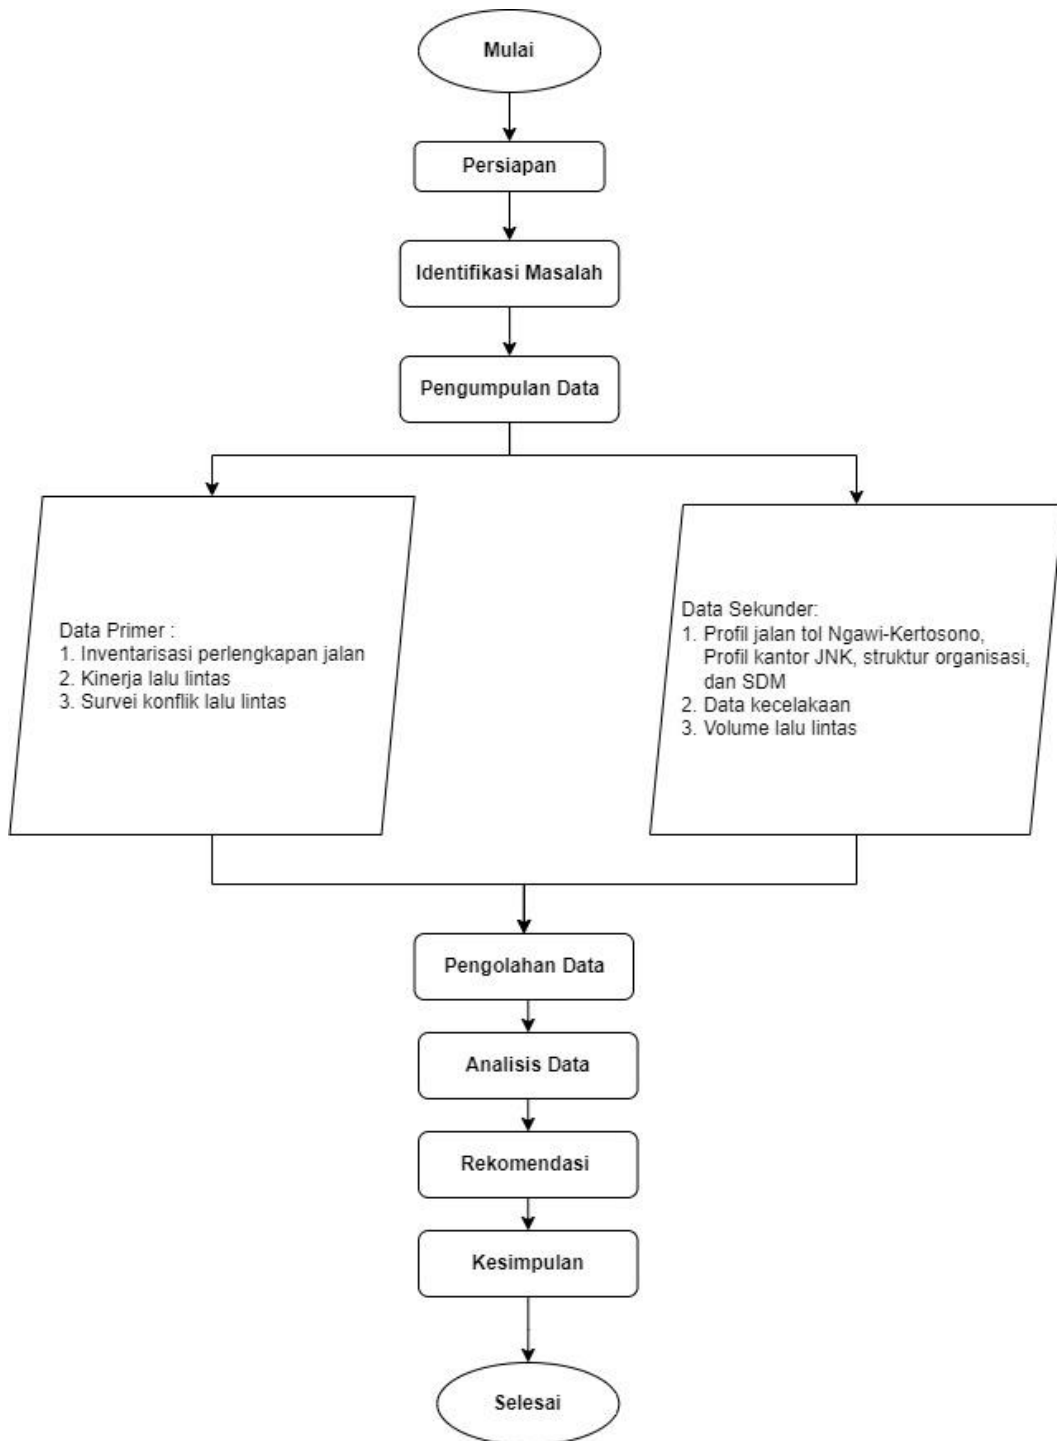 Mulai
Persiapan
Identifikasi Masalah
Pengumpulan Data
Data Primer :
1. Inventarisasi perlengkapan jalan
2. Kinerja lalu lintas
3. Survei konflik lalu lintas
Data Sekunder:
1. Profil jalan tol Ngawi-Kertosono,
Profil kantor JNK, struktur organisasi,
dan SDM
2. Data kecelakaan
3. Volume lalu lintas
Pengolahan Data
Analisis Data
Rekomendasi
Kesimpulan
Selesai